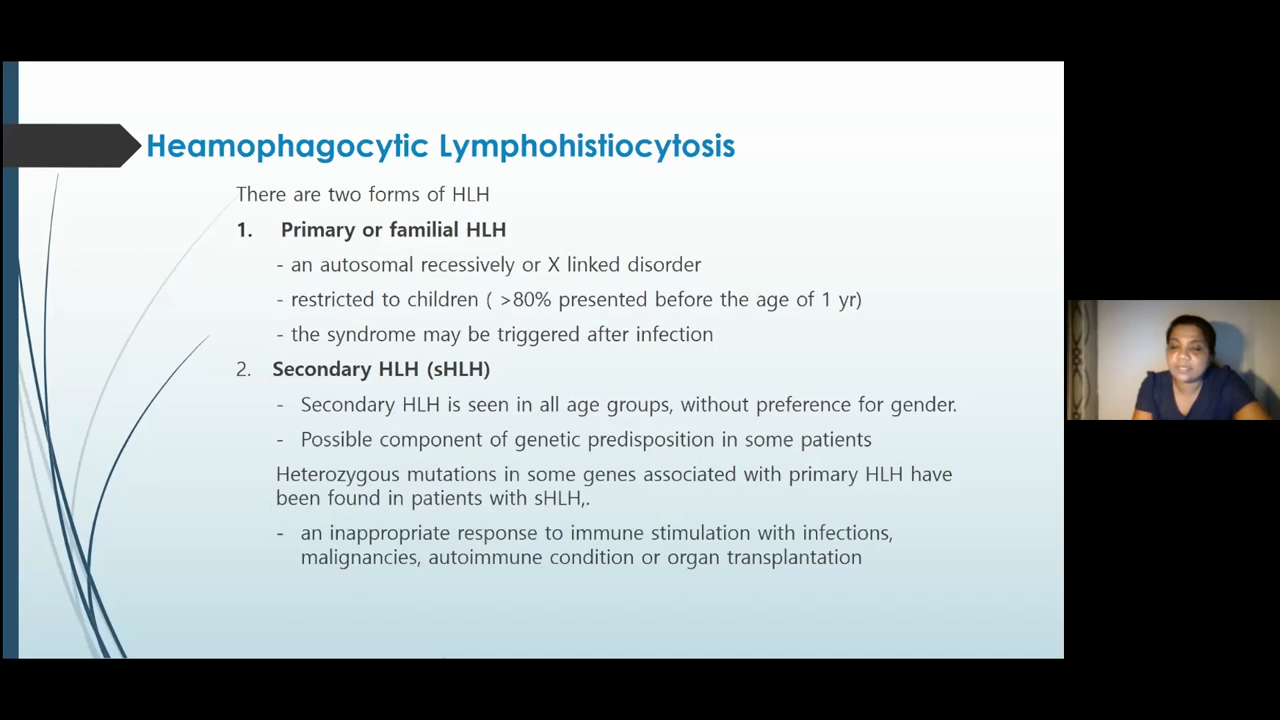 Heamophagocytic Lymphohistiocytosis
There are two forms of HLH
1. Primary or familial HLH
- an autosomal recessively or X linked disorder
- restricted to children ( >80% presented before the age of 1 yr)
- the syndrome may be triggered after infection
2. Secondary HLH (sHLH)
- Secondary HLH is seen in all age groups, without preference for gender.
- Possible component of genetic predisposition in some patients
Heterozygous mutations in some genes associated with primary HLH have
been found in patients with sHLH,.
- an inappropriate response to immune stimulation with infections,
malignancies, autoimmune condition or organ transplantation